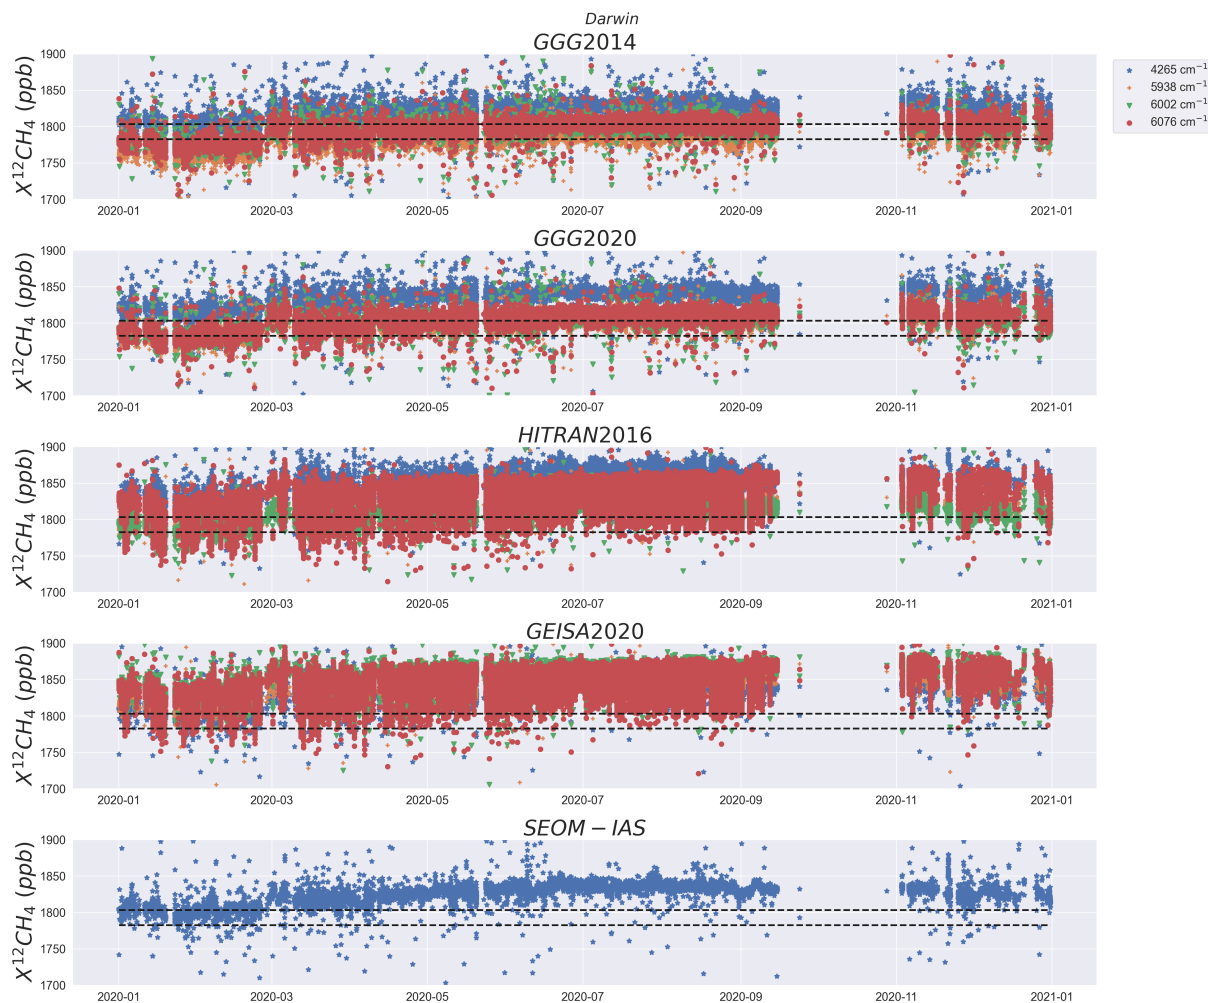 Darwin
GGG2014
X¹²CH₄ (ppb)
1900
1850
1800
1750
1700
2020-01 2020-03 2020-05 2020-07 2020-09 2020-11 2021-01
4265 cm⁻¹
5938 cm⁻¹
6002 cm⁻¹
6076 cm⁻¹
GGG2020
X¹²CH₄ (ppb)
1900
1850
1800
1750
1700
2020-01 2020-03 2020-05 2020-07 2020-09 2020-11 2021-01
HITRAN2016
X¹²CH₄ (ppb)
1900
1850
1800
1750
1700
2020-01 2020-03 2020-05 2020-07 2020-09 2020-11 2021-01
GEISA2020
X¹²CH₄ (ppb)
1900
1850
1800
1750
1700
2020-01 2020-03 2020-05 2020-07 2020-09 2020-11 2021-01
SEOM − IAS
X¹²CH₄ (ppb)
1900
1850
1800
1750
1700
2020-01 2020-03 2020-05 2020-07 2020-09 2020-11 2021-01